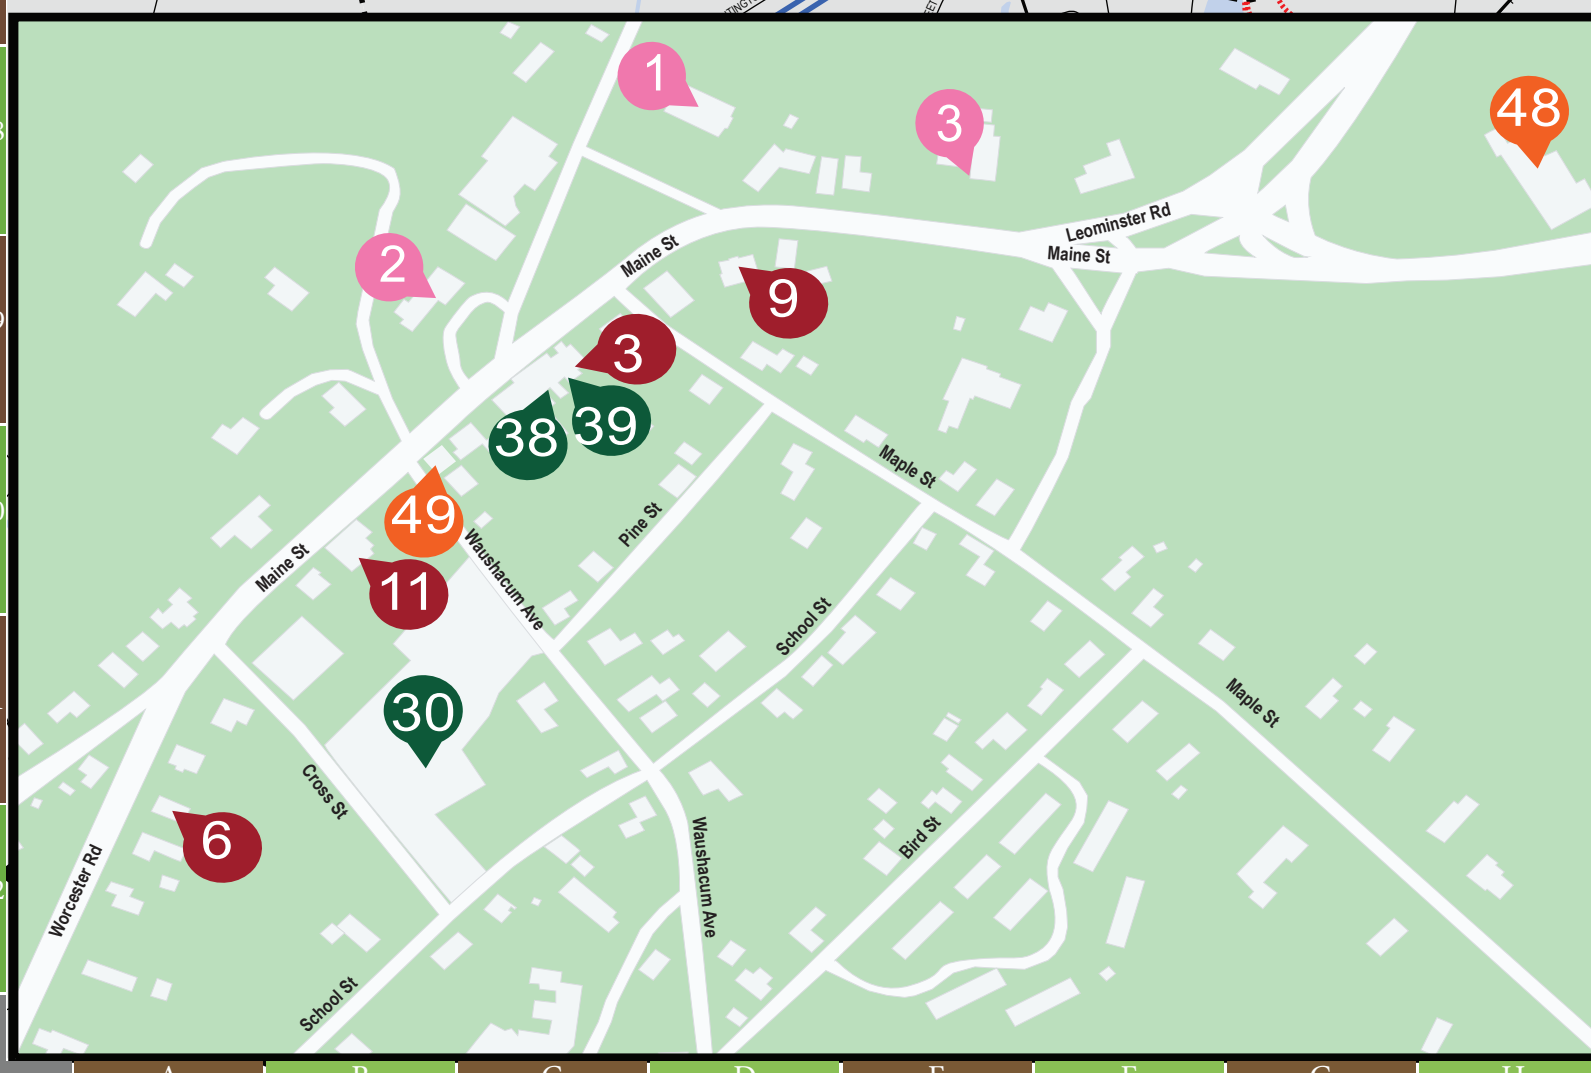 1
3
48
Leominster Rd
Maine St
Maine St
2
9
3
39
38
Maple St
49
Pine St
Waushacum Ave
Maine St
11
School St
30
Maple St
Cross St
6
Bird St
Waushacum Ave
Worcester Rd
School St